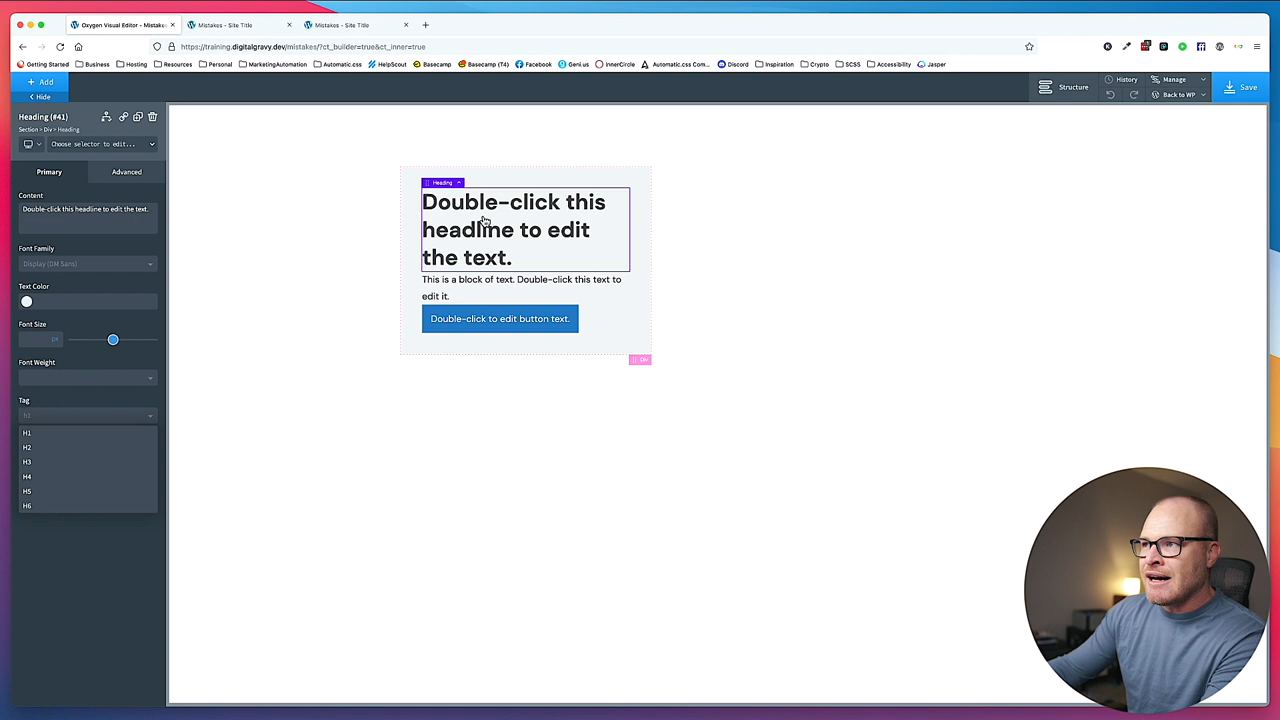 Oxygen Visual Editor - Mistake
Mistakes - Site Title
Mistakes - Site Title
https://training.digitalgravy.dev/mistakes/?ct_builder=true&ct_inner=true
Getting Started
Business
Hosting
Resources
Personal
MarketingAutomation
Automatic.css
HelpScout
Basecamp
Basecamp (T4)
Facebook
Geni.us
InnerCircle
Automatic.css Com...
Discord
Inspiration
Crypto
SCSS
Accessibility
Jasper
+ Add
< Hide
Structure
History
Manage
Back to WP
Save
Heading (#41)
Section > Div > Heading
Choose selector to edit...
Primary
Advanced
Content
Double-click this headline to edit the text.
Font Family
Display (DM Sans)
Text Color
Font Size
px
Font Weight
Tag
h1
H1
H2
H3
H4
H5
H6
Heading
Double-click this
headline to edit
the text.
This is a block of text. Double-click this text to
edit it.
Double-click to edit button text.
Div